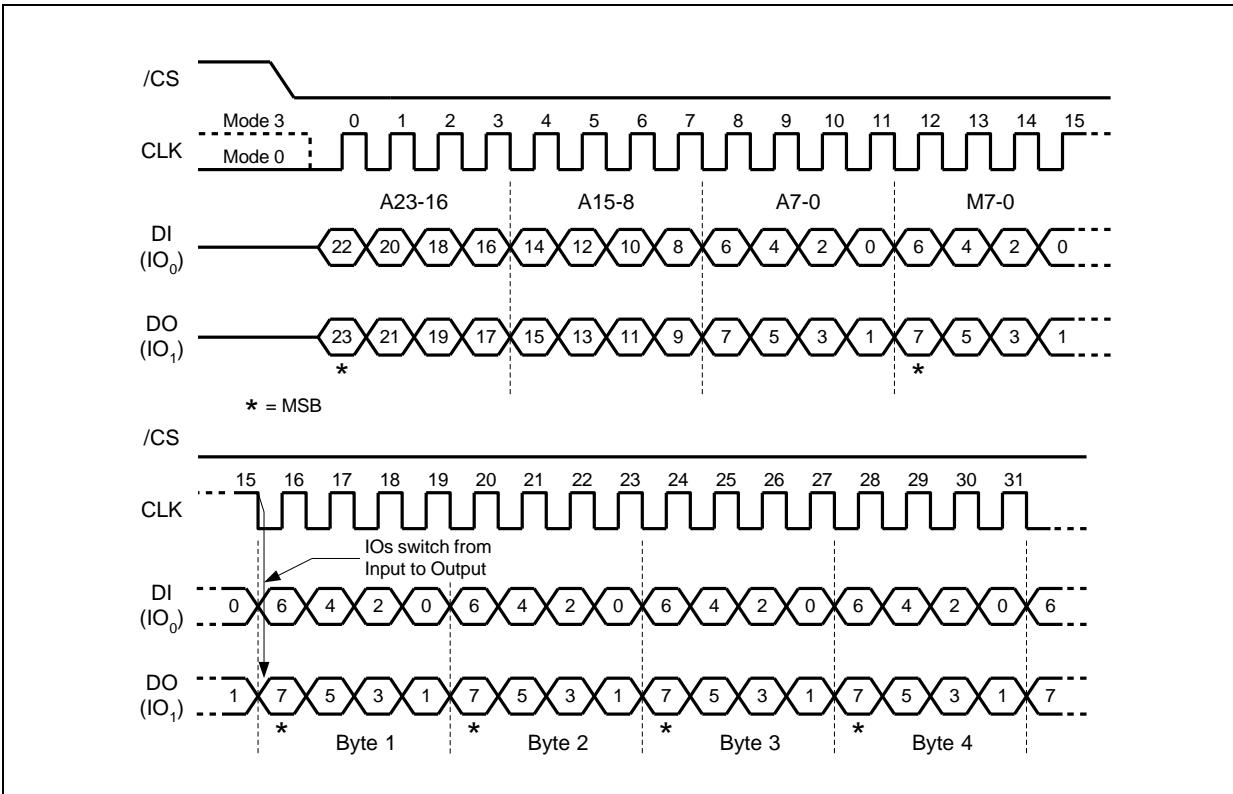 /CS
Mode 3 0 1 2 3 4 5 6 7 8 9 10 11 12 13 14 15
CLK Mode 0
A23-16 A15-8 A7-0 M7-0
DI 22 20 18 16 14 12 10 8 6 4 2 0 6 4 2 0
(IO0)
DO 23 21 19 17 15 13 11 9 7 5 3 1 7 5 3 1
(IO1)
* *
* = MSB
/CS
15 16 17 18 19 20 21 22 23 24 25 26 27 28 29 30 31
CLK
IOs switch from
Input to Output
DI 0 6 4 2 0 6 4 2 0 6 4 2 0 6 4 2 0 6
(IO0)
DO 1 7 5 3 1 7 5 3 1 7 5 3 1 7 5 3 1 7
(IO1)
* * * *
Byte 1 Byte 2 Byte 3 Byte 4